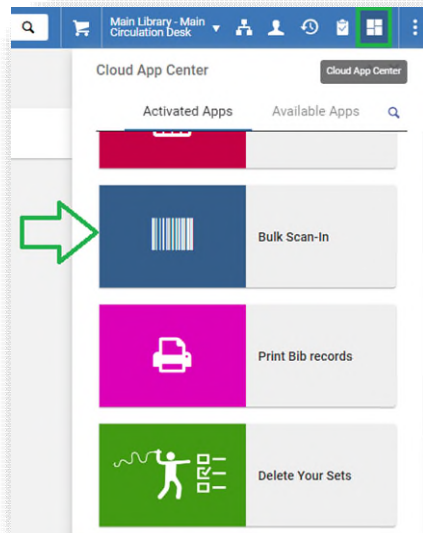 Main Library - Main
Circulation Desk
Cloud App Center
Cloud App Center
Activated Apps
Available Apps
Bulk Scan-In
Print Bib records
Delete Your Sets